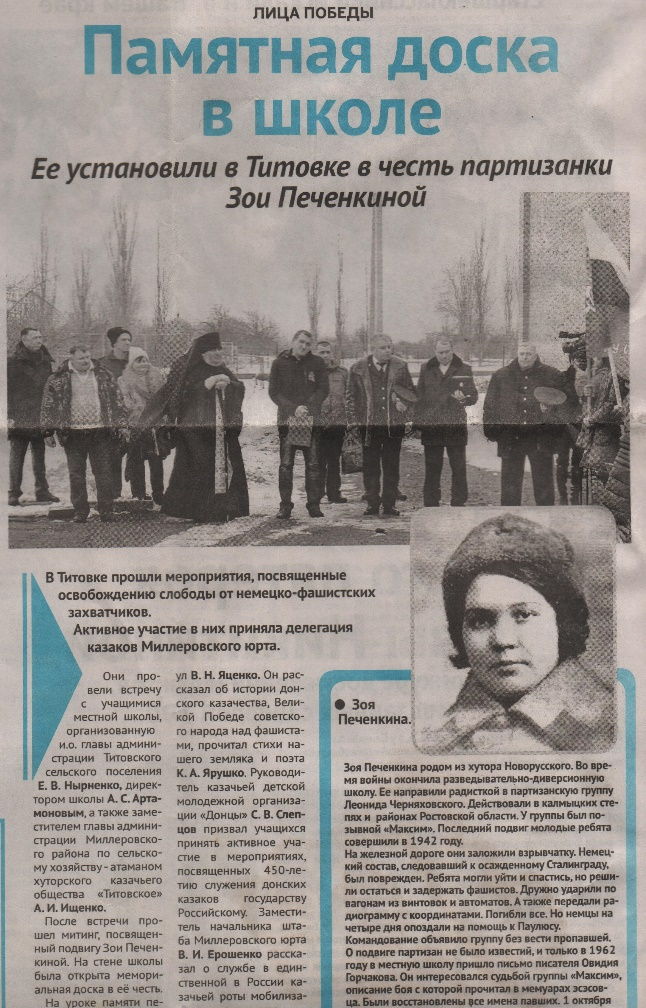 ЛИЦА ПОБЕДЫ
Памятная доска
в школе
Ее установили в Титовке в честь партизанки
Зои Печенкиной
В Титовке прошли мероприятия, посвященные
освобождению слободы от немецко-фашистских
захватчиков.
Активное участие в них приняла делегация
казаков Миллеровского юрта.
Они про-
вели встречу
с учащимися
местной школы,
организованную
и.о. главы админи-
страции Титовского
сельского поселения
Е. В. Нырненко, дирек-
тором школы А. С. Арта-
моновым, а также заме-
стителем главы админи-
страции Миллеровско-
го района по сельско-
му хозяйству - атаманом
хуторского казачьего
общества «Титовское»
А. И. Ищенко.
После встречи про-
шел митинг, посвящен-
ный подвигу Зои Печен-
киной. На стене школы
была открыта мемори-
альная доска в её честь.
На уроке памяти пе-
ул В. Н. Яценко. Он рас-
сказал об истории дон-
ского казачества, Вели-
кой Победе советско-
го народа над фашиста-
ми, прочитал стихи на-
шего земляка и поэта
К. А. Ярушко. Руководи-
тель казачьей детской
молодежной организа-
ции «Донцы» С. В. Слеп-
цов призвал учащихся
принять активное уча-
стие в мероприятиях,
посвященных 450-ле-
тию служения донских
казаков государству
Российскому. Замести-
тель начальника шта-
ба Миллеровского юрта
В. И. Ерошенко расска-
зал о службе в един-
ственной в России ка-
зачьей роты мобилиза-
Зоя
Печенкина.
Зоя Печенкина родом из хутора Новорусского. Во вре-
мя войны окончила разведывательно-диверсионную
школу. Ее направили радисткой в партизанскую группу
Леонида Черняховского. Действовали в калмыцких сте-
пях и районах Ростовской области. У группы был по-
зывной «Максим». Последний подвиг молодые ребята
совершили в 1942 году.
На железной дороге они заложили взрывчатку. Немец-
кий состав, следовавший к осажденному Сталинграду,
был поврежден. Ребята могли уйти и спастись, но реши-
ли остаться и задержать фашистов. Дружно ударили по
вагонам из винтовок и автоматов. А также передали ра-
диограмму с координатами. Погибли все. Но немцы на
четыре дня опоздали на помощь к Паулюсу.
Командование объявило группу без вести пропавшей.
О подвиге партизан не было известий, и только в 1962
году в местную школу пришло письмо писателя Овидия
Горчакова. Он интересовался судьбой группы «Максим»,
описание боя с которой прочитал в мемуарах эсэсов-
ца. Были восстановлены все имена павших. 1 октября